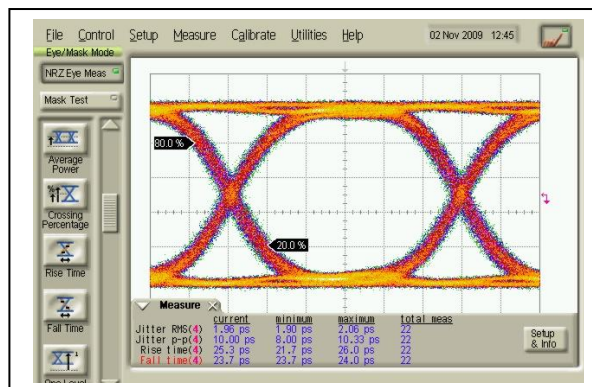 File Control Setup Measure Calibrate Utilities Help 02 Nov 2009 12:45
Eye/Mask Mode
NRZ Eye Meas
Mask Test
80.0 %
Average
Power
Crossing
Percentage
20.0 %
Rise Time
Fall Time
Measure
current minimum maximum total meas
Jitter RMS(4) 1.96 ps 1.90 ps 2.06 ps 22
Jitter p-p(4) 10.00 ps 8.00 ps 10.33 ps 22
Rise time(4) 25.3 ps 21.7 ps 26.0 ps 22
Fall time(4) 23.7 ps 23.7 ps 24.0 ps 22
Setup
& Info
One Level